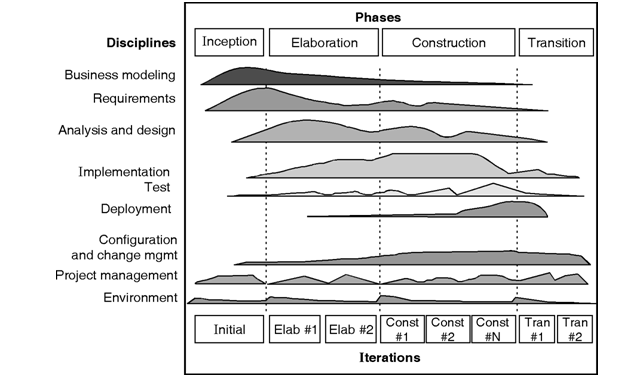 Phases
Disciplines
Inception Elaboration Construction Transition
Business modeling
Requirements
Analysis and design
Implementation
Test
Deployment
Configuration
and change mgmt
Project management
Environment
Initial Elab #1 Elab #2 Const #1 Const #2 Const #N Tran #1 Tran #2
Iterations